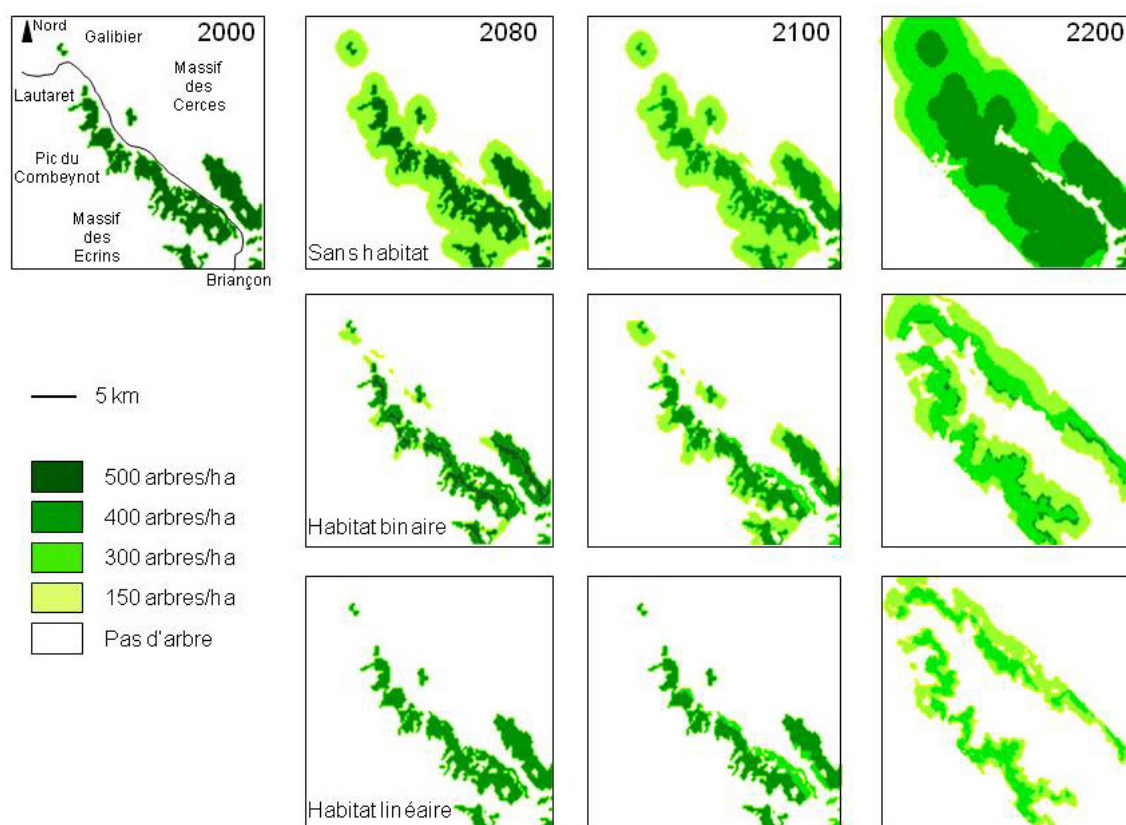 Nord
Galibier
2000
Massif
des
Cerces
Lautaret
Pic du
Combeynot
Massif
des
Ecrins
Briançon
2080
2100
2200
Sans habitat
5 km
500 arbres/ha
400 arbres/ha
300 arbres/ha
150 arbres/ha
Pas d'arbre
Habitat binaire
Habitat linéaire